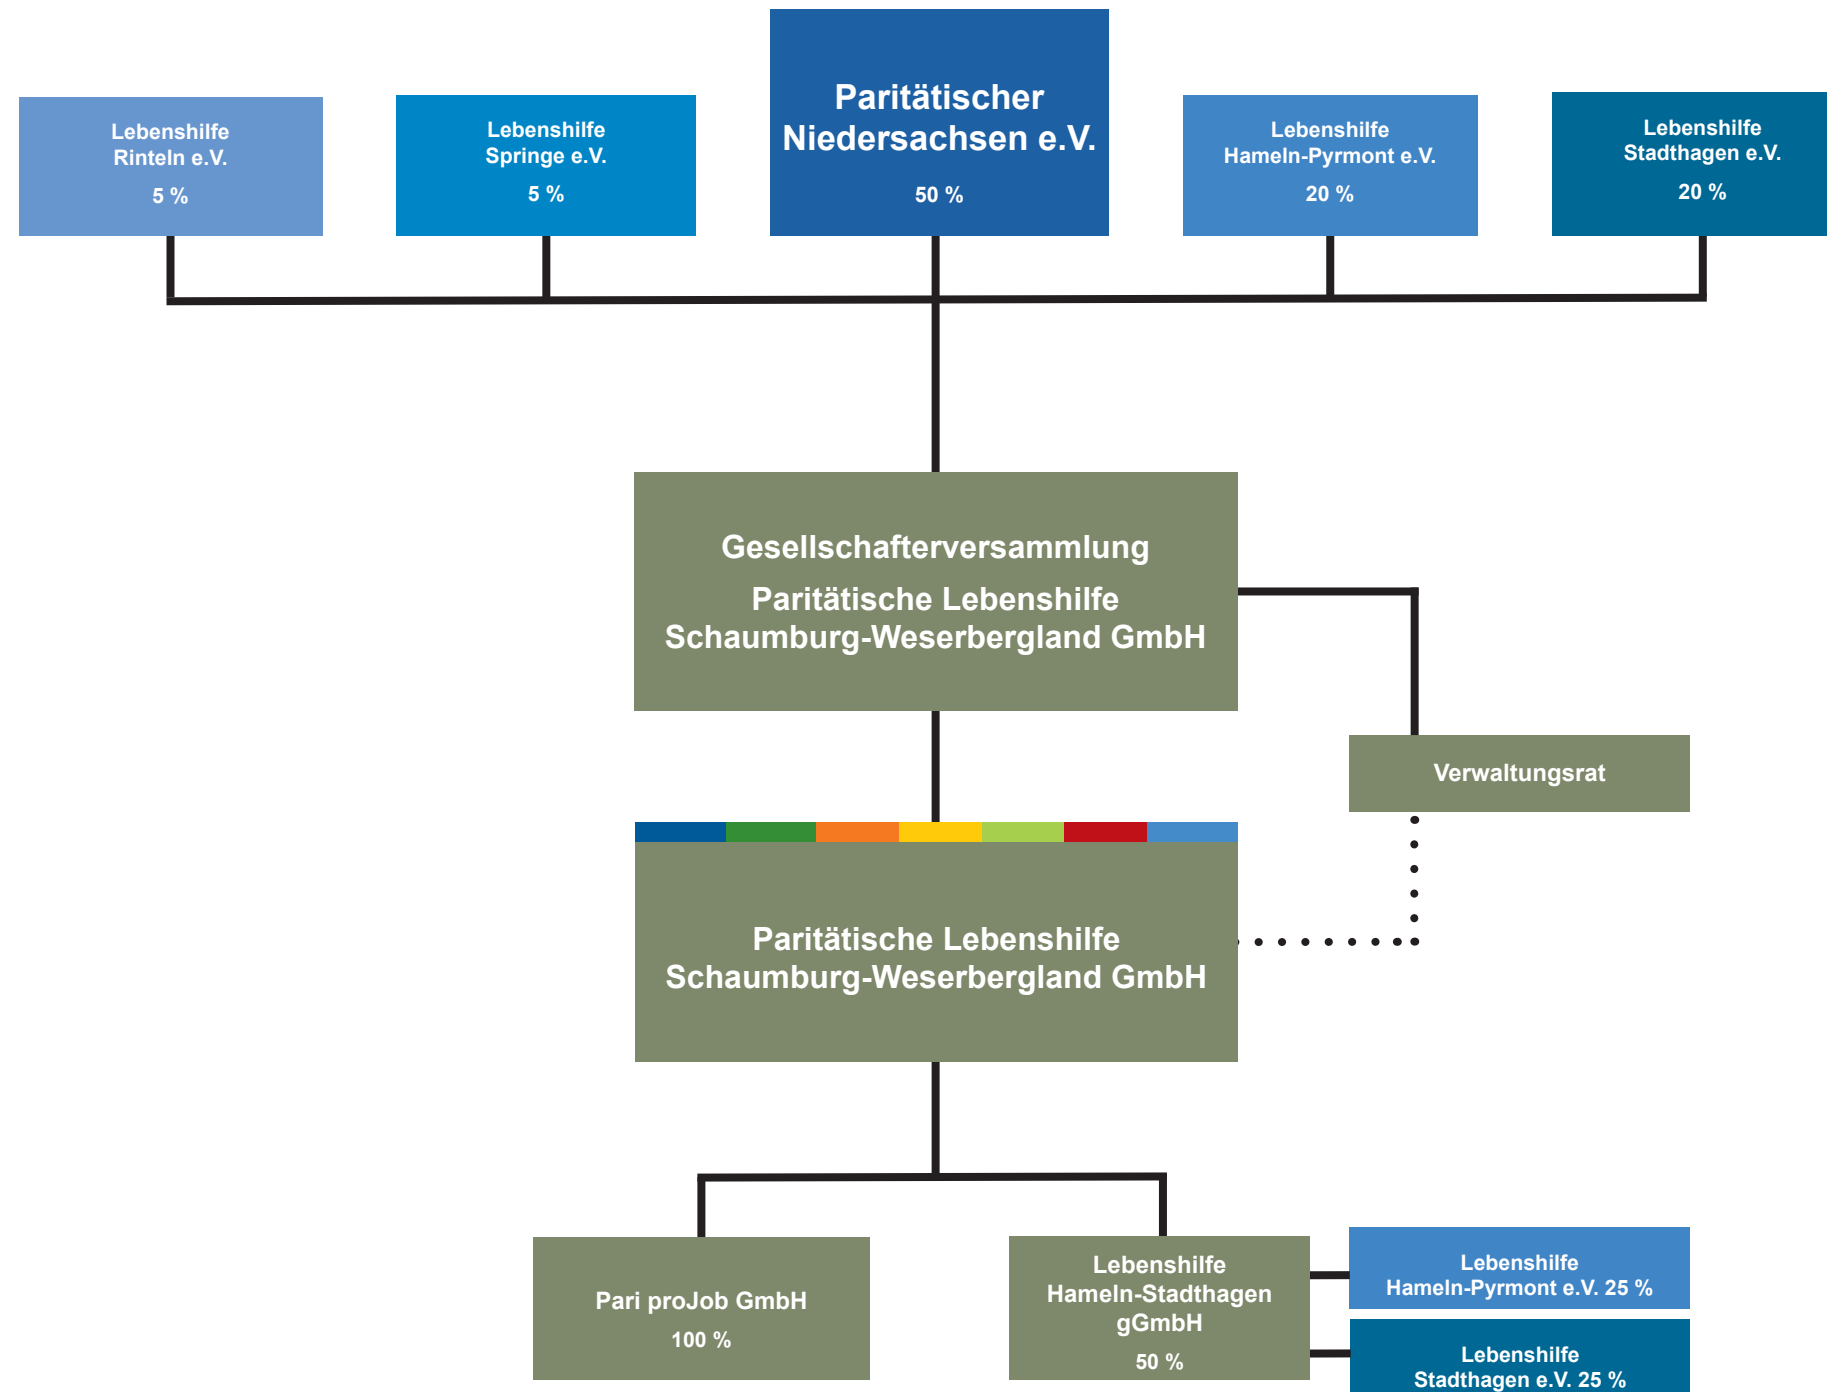 Lebenshilfe
Rinteln e.V.
5 %
Lebenshilfe
Springe e.V.
5 %
Paritätischer
Niedersachsen e.V.
50 %
Lebenshilfe
Hameln-Pyrmont e.V.
20 %
Lebenshilfe
Stadthagen e.V.
20 %
Gesellschafterversammlung
Paritätische Lebenshilfe
Schaumburg-Weserbergland GmbH
Verwaltungsrat
Paritätische Lebenshilfe
Schaumburg-Weserbergland GmbH
Pari proJob GmbH
100 %
Lebenshilfe
Hameln-Stadthagen
gGmbH
50 %
Lebenshilfe
Hameln-Pyrmont e.V. 25 %
Lebenshilfe
Stadthagen e.V. 25 %